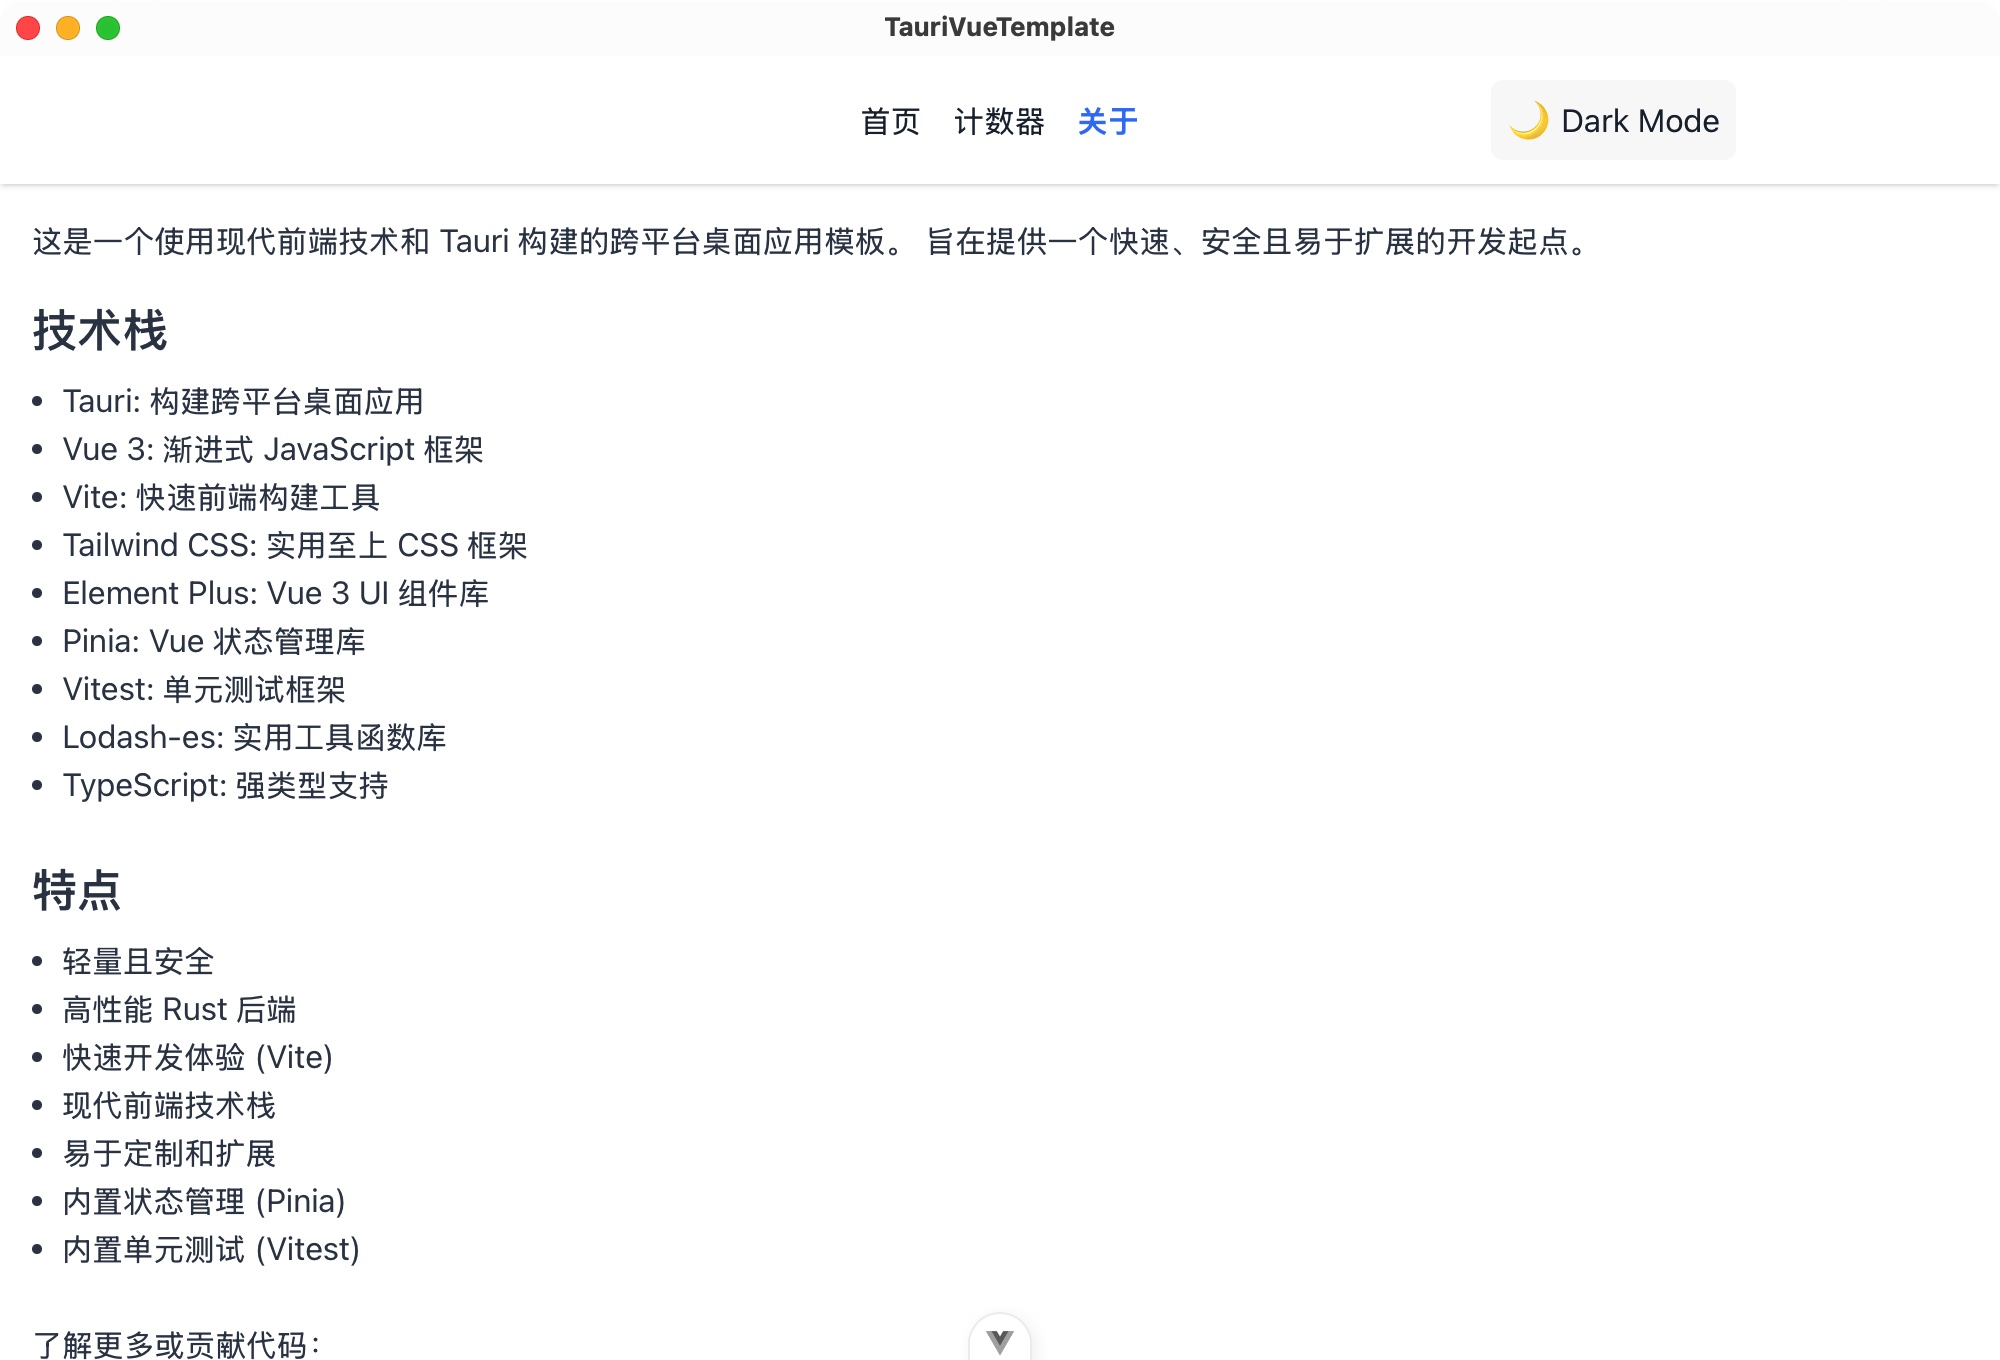 TauriVueTemplate
首页 计数器 关于 🌙 Dark Mode
这是一个使用现代前端技术和 Tauri 构建的跨平台桌面应用模板。 旨在提供一个快速、安全且易于扩展的开发起点。
技术栈
• Tauri: 构建跨平台桌面应用
• Vue 3: 渐进式 JavaScript 框架
• Vite: 快速前端构建工具
• Tailwind CSS: 实用至上 CSS 框架
• Element Plus: Vue 3 UI 组件库
• Pinia: Vue 状态管理库
• Vitest: 单元测试框架
• Lodash-es: 实用工具函数库
• TypeScript: 强类型支持
特点
• 轻量且安全
• 高性能 Rust 后端
• 快速开发体验 (Vite)
• 现代前端技术栈
• 易于定制和扩展
• 内置状态管理 (Pinia)
• 内置单元测试 (Vitest)
了解更多或贡献代码：